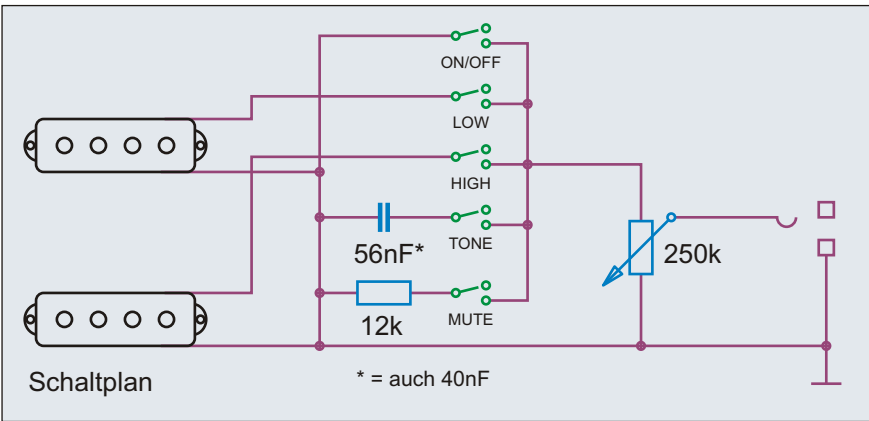 ON/OFF
LOW
HIGH
56nF*
TONE
250k
12k
MUTE
Schaltplan
* = auch 40nF